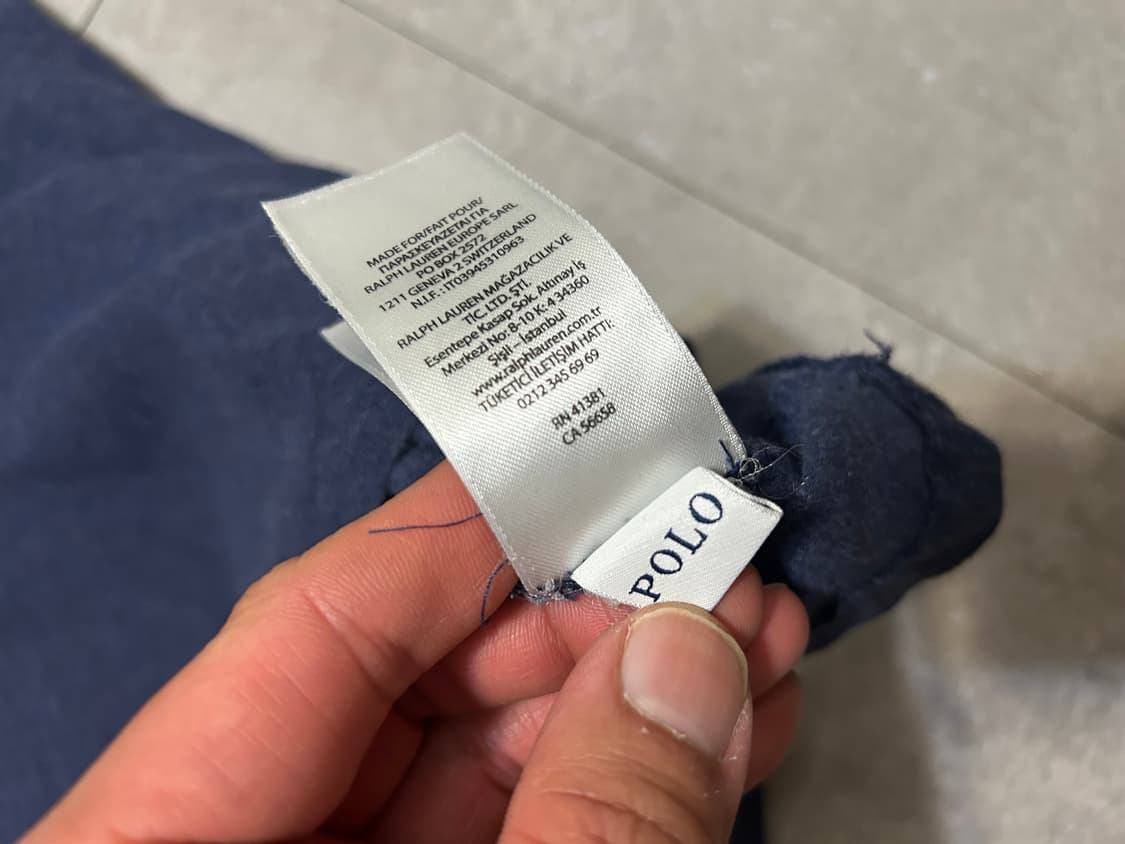 MADE FOR/FAIT POUR/
ΠΑΡΑΣΚΕΥΑΖΕΤΑΙ ΓΙΑ
RALPH LAUREN EUROPE SARL
PO BOX 2572
1211 GENEVA 2 SWITZERLAND
N.I.F.: IT03945310963
RALPH LAUREN MAĞAZACILIK VE
TİC. LTD. ŞTİ.
Esentepe Kasap Sok. Altınay İş
Merkezi No: 8-10 K: 4 34360
Şişli – İstanbul
www.ralphlauren.com.tr
TÜKETİCİ İLETİŞİM HATTI:
0212 345 69 69
RN 41381
CA 56658
POLO